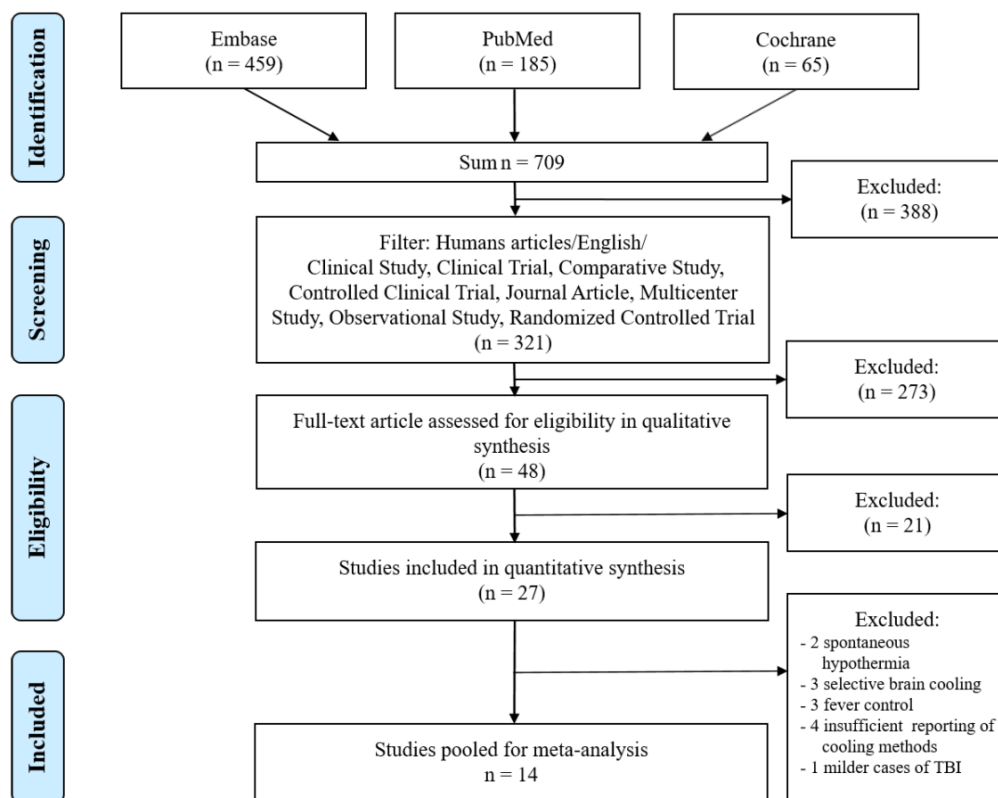 Identification
Embase
(n = 459)
PubMed
(n = 185)
Cochrane
(n = 65)
Sum n = 709
Excluded:
(n = 388)
Screening
Filter: Humans articles/English/
Clinical Study, Clinical Trial, Comparative Study,
Controlled Clinical Trial, Journal Article, Multicenter
Study, Observational Study, Randomized Controlled Trial
(n = 321)
Excluded:
(n = 273)
Eligibility
Full-text article assessed for eligibility in qualitative
synthesis
(n = 48)
Excluded:
(n = 21)
Studies included in quantitative synthesis
(n = 27)
Excluded:
- 2 spontaneous
hypothermia
- 3 selective brain cooling
- 3 fever control
- 4 insufficient reporting of
cooling methods
- 1 milder cases of TBI
Included
Studies pooled for meta-analysis
n = 14